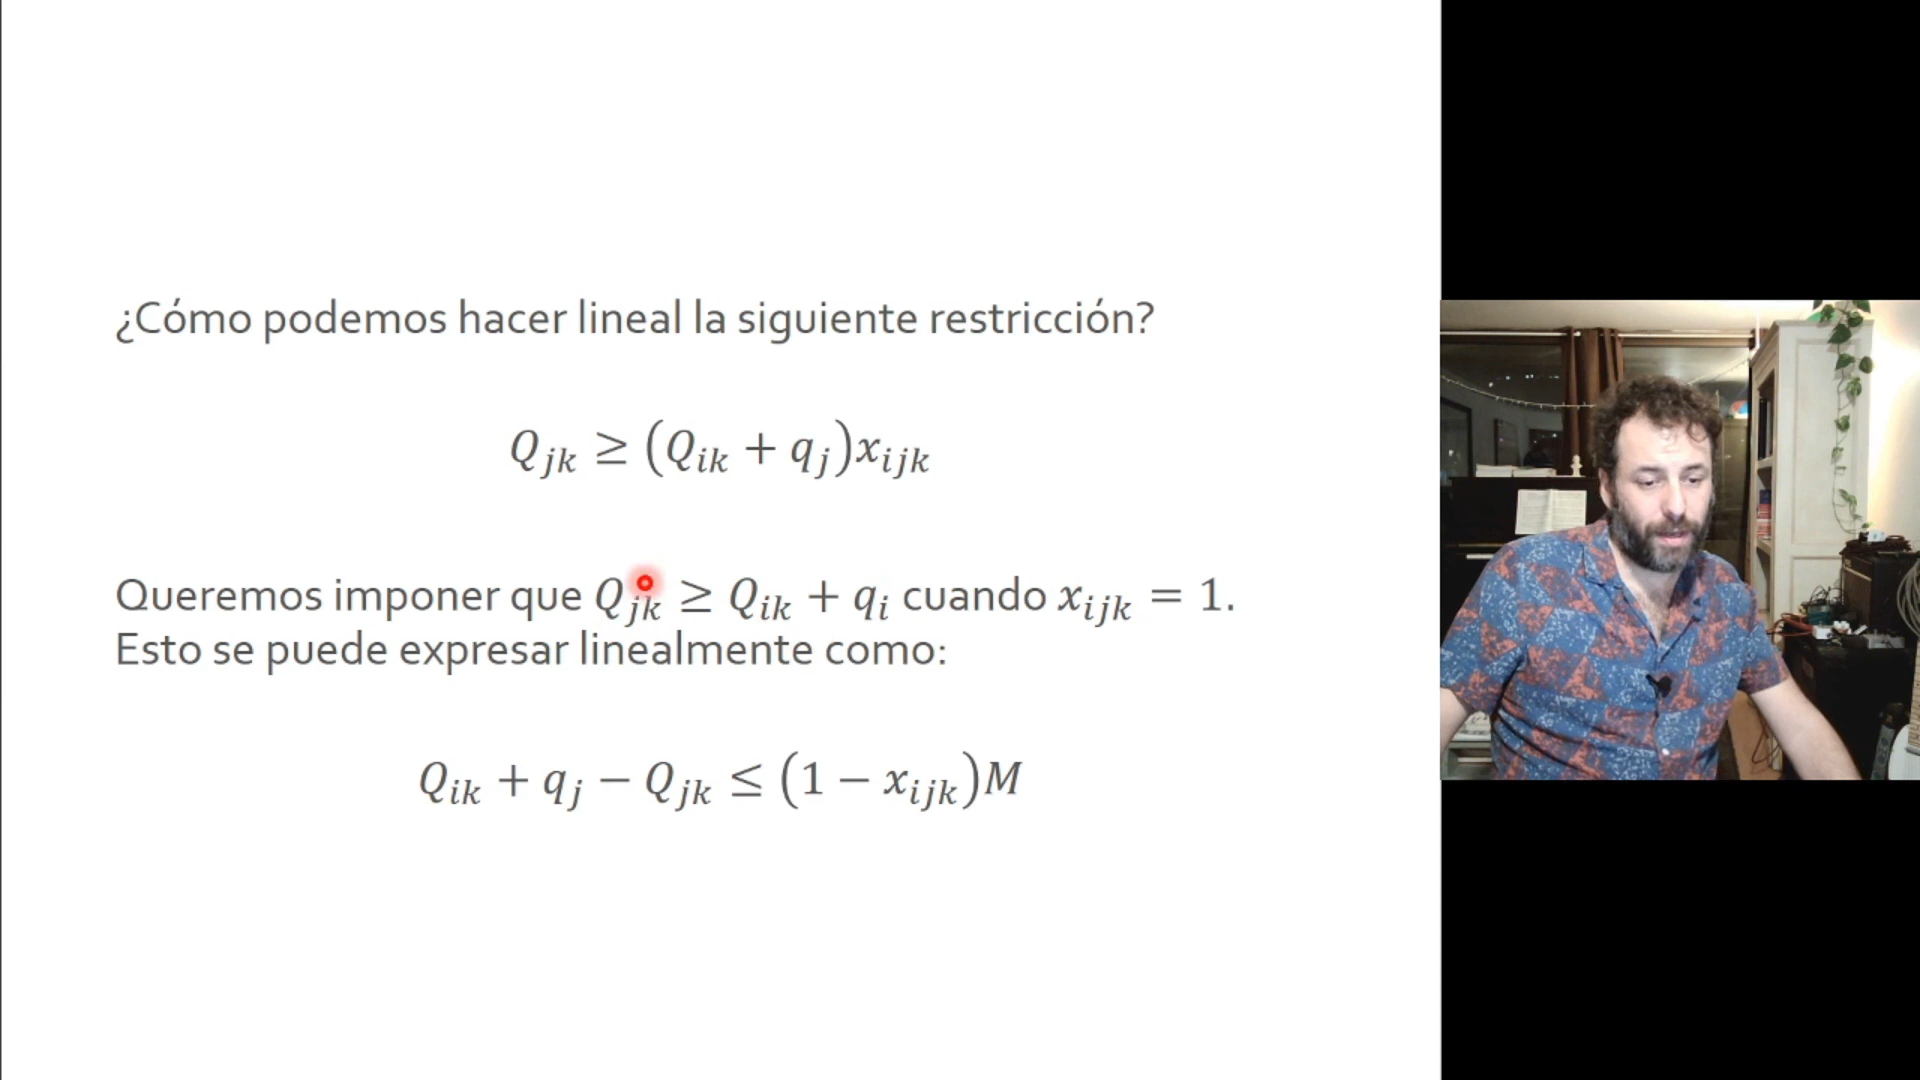 ¿Cómo podemos hacer lineal la siguiente restricción?
Q_{jk} ≥ (Q_{ik} + q_j)x_{ijk}
Queremos imponer que Q_{jk} ≥ Q_{ik} + q_i cuando x_{ijk} = 1.
Esto se puede expresar linealmente como:
Q_{ik} + q_j − Q_{jk} ≤ (1 − x_{ijk})M